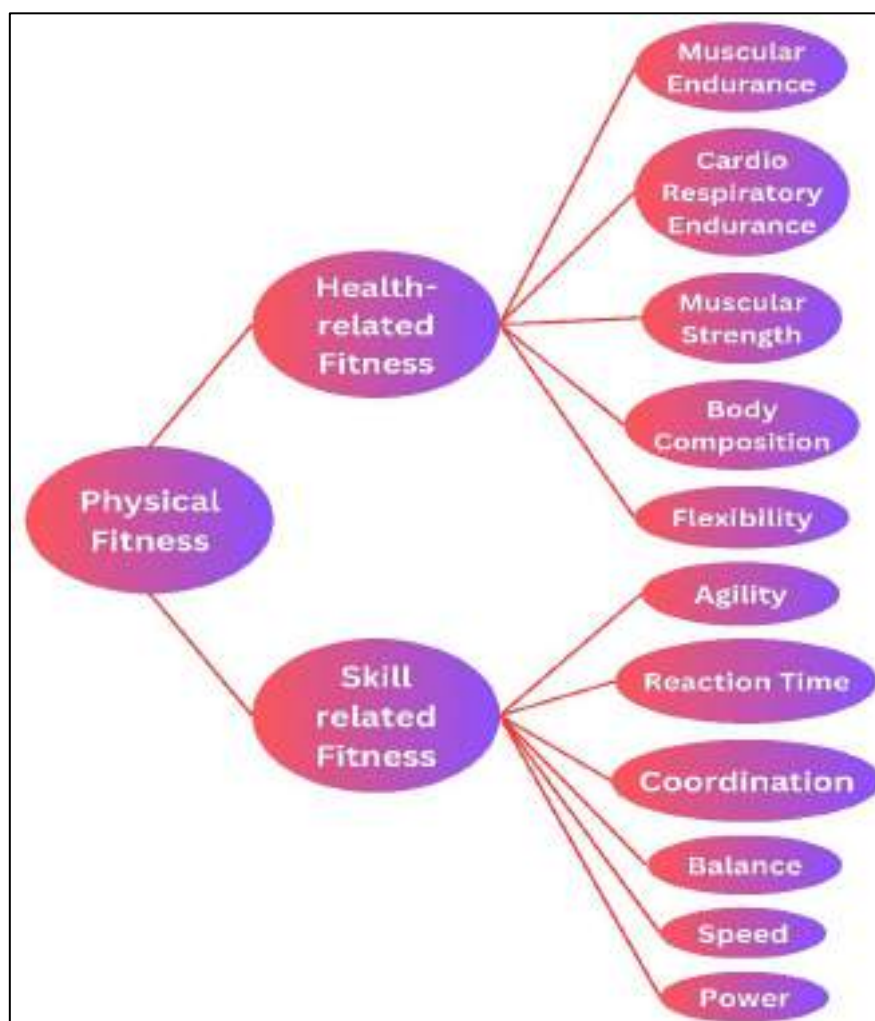 Physical
Fitness
Health-
related
Fitness
Muscular
Endurance
Cardio
Respiratory
Endurance
Muscular
Strength
Body
Composition
Flexibility
Skill
related
Fitness
Agility
Reaction Time
Coordination
Balance
Speed
Power